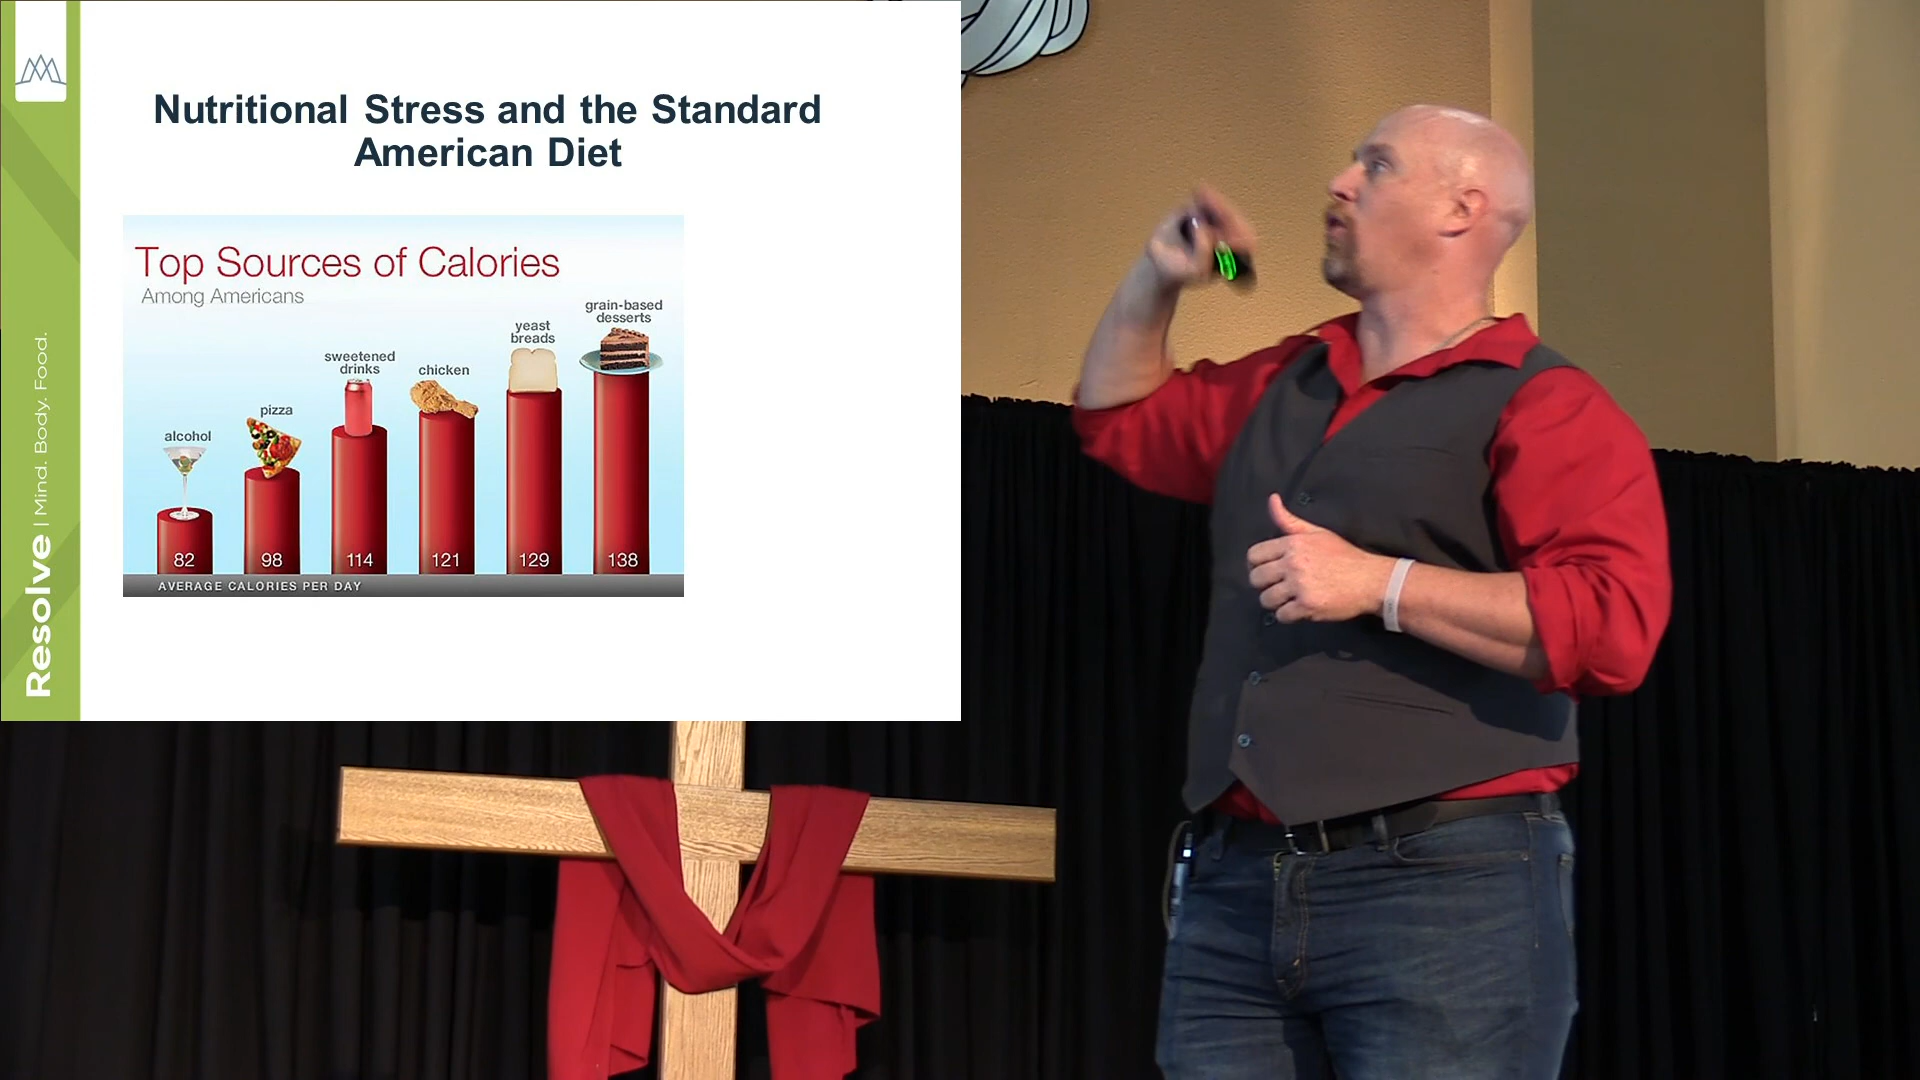 Nutritional Stress and the Standard
American Diet
Top Sources of Calories
Among Americans
alcohol
pizza
sweetened
drinks
chicken
yeast
breads
grain-based
desserts
82
98
114
121
129
138
AVERAGE CALORIES PER DAY
Resolve | Mind. Body. Food.